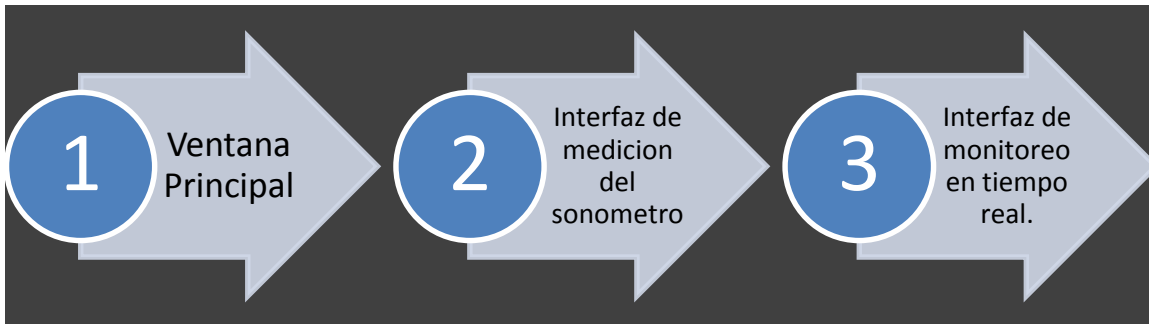 1
Ventana
Principal
2
Interfaz de
medicion
del
sonometro
3
Interfaz de
monitoreo
en tiempo
real.